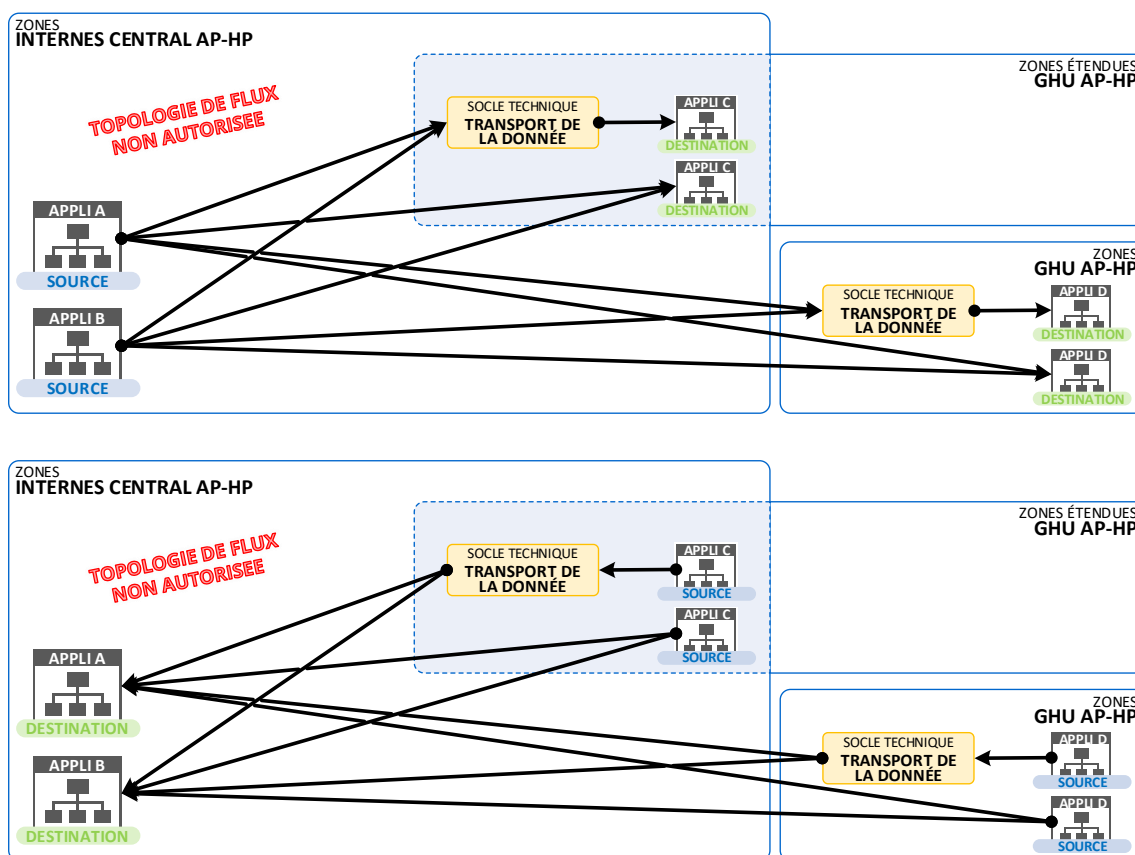 ZONES
INTERNES CENTRAL AP-HP
ZONES ÉTENDUES
GHU AP-HP
TOPOLOGIE DE FLUX
NON AUTORISEE
SOCLE TECHNIQUE
TRANSPORT DE
LA DONNÉE
APPLI C
DESTINATION
APPLI C
DESTINATION
APPLI A
SOURCE
APPLI B
SOURCE
ZONES
GHU AP-HP
SOCLE TECHNIQUE
TRANSPORT DE
LA DONNÉE
APPLI D
DESTINATION
APPLI D
DESTINATION
ZONES
INTERNES CENTRAL AP-HP
ZONES ÉTENDUES
GHU AP-HP
TOPOLOGIE DE FLUX
NON AUTORISEE
SOCLE TECHNIQUE
TRANSPORT DE
LA DONNÉE
APPLI C
SOURCE
APPLI C
SOURCE
APPLI A
DESTINATION
APPLI B
DESTINATION
ZONES
GHU AP-HP
SOCLE TECHNIQUE
TRANSPORT DE
LA DONNÉE
APPLI D
SOURCE
APPLI D
SOURCE